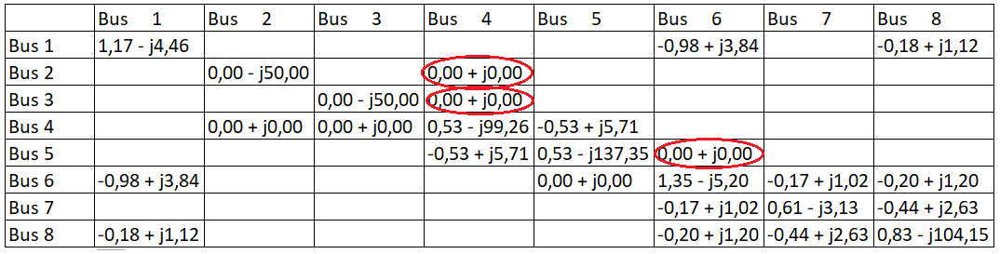 Bus 1 Bus 2 Bus 3 Bus 4 Bus 5 Bus 6 Bus 7 Bus 8
Bus 1 1,17 - j4,46 -0,98 + j3,84 -0,18 + j1,12
Bus 2 0,00 - j50,00 0,00 + j0,00
Bus 3 0,00 - j50,00 0,00 + j0,00
Bus 4 0,00 + j0,00 0,00 + j0,00 0,53 - j99,26 -0,53 + j5,71
Bus 5 -0,53 + j5,71 0,53 - j137,35 0,00 + j0,00
Bus 6 -0,98 + j3,84 0,00 + j0,00 1,35 - j5,20 -0,17 + j1,02 -0,20 + j1,20
Bus 7 -0,17 + j1,02 0,61 - j3,13 -0,44 + j2,63
Bus 8 -0,18 + j1,12 -0,20 + j1,20 -0,44 + j2,63 0,83 - j104,15